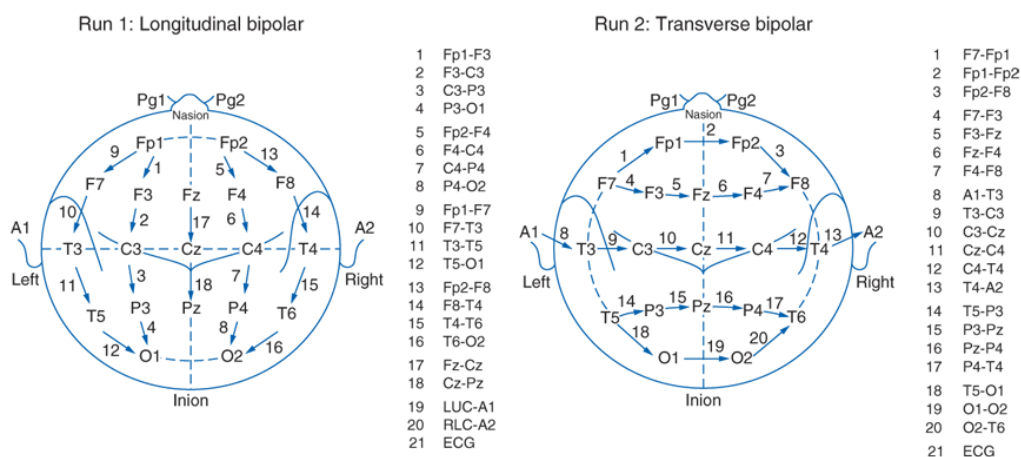 Run 1: Longitudinal bipolar
Pg1 Pg2
Nasion
Fp1 Fp2
9 1 5 13
F7 F3 Fz F4 F8
10 2 17 6 14
A1 A2
T3 C3 Cz C4 T4
Left Right
11 3 18 7 15
T5 P3 Pz P4 T6
12 4 8 16
O1 O2
Inion
1 Fp1-F3
2 F3-C3
3 C3-P3
4 P3-O1
5 Fp2-F4
6 F4-C4
7 C4-P4
8 P4-O2
9 Fp1-F7
10 F7-T3
11 T3-T5
12 T5-O1
13 Fp2-F8
14 F8-T4
15 T4-T6
16 T6-O2
17 Fz-Cz
18 Cz-Pz
19 LUC-A1
20 RLC-A2
21 ECG
Run 2: Transverse bipolar
Pg1 Pg2
Nasion
2
Fp1 Fp2
1 3
F7 4 F3 5 Fz 6 F4 7 F8
A1 A2
8 9 10 11 12 13
T3 C3 Cz C4 T4
Left Right
14 15 16 17
T5 P3 Pz P4 T6
18 19 20
O1 O2
Inion
1 F7-Fp1
2 Fp1-Fp2
3 Fp2-F8
4 F7-F3
5 F3-Fz
6 Fz-F4
7 F4-F8
8 A1-T3
9 T3-C3
10 C3-Cz
11 Cz-C4
12 C4-T4
13 T4-A2
14 T5-P3
15 P3-Pz
16 Pz-P4
17 P4-T4
18 T5-O1
19 O1-O2
20 O2-T6
21 ECG